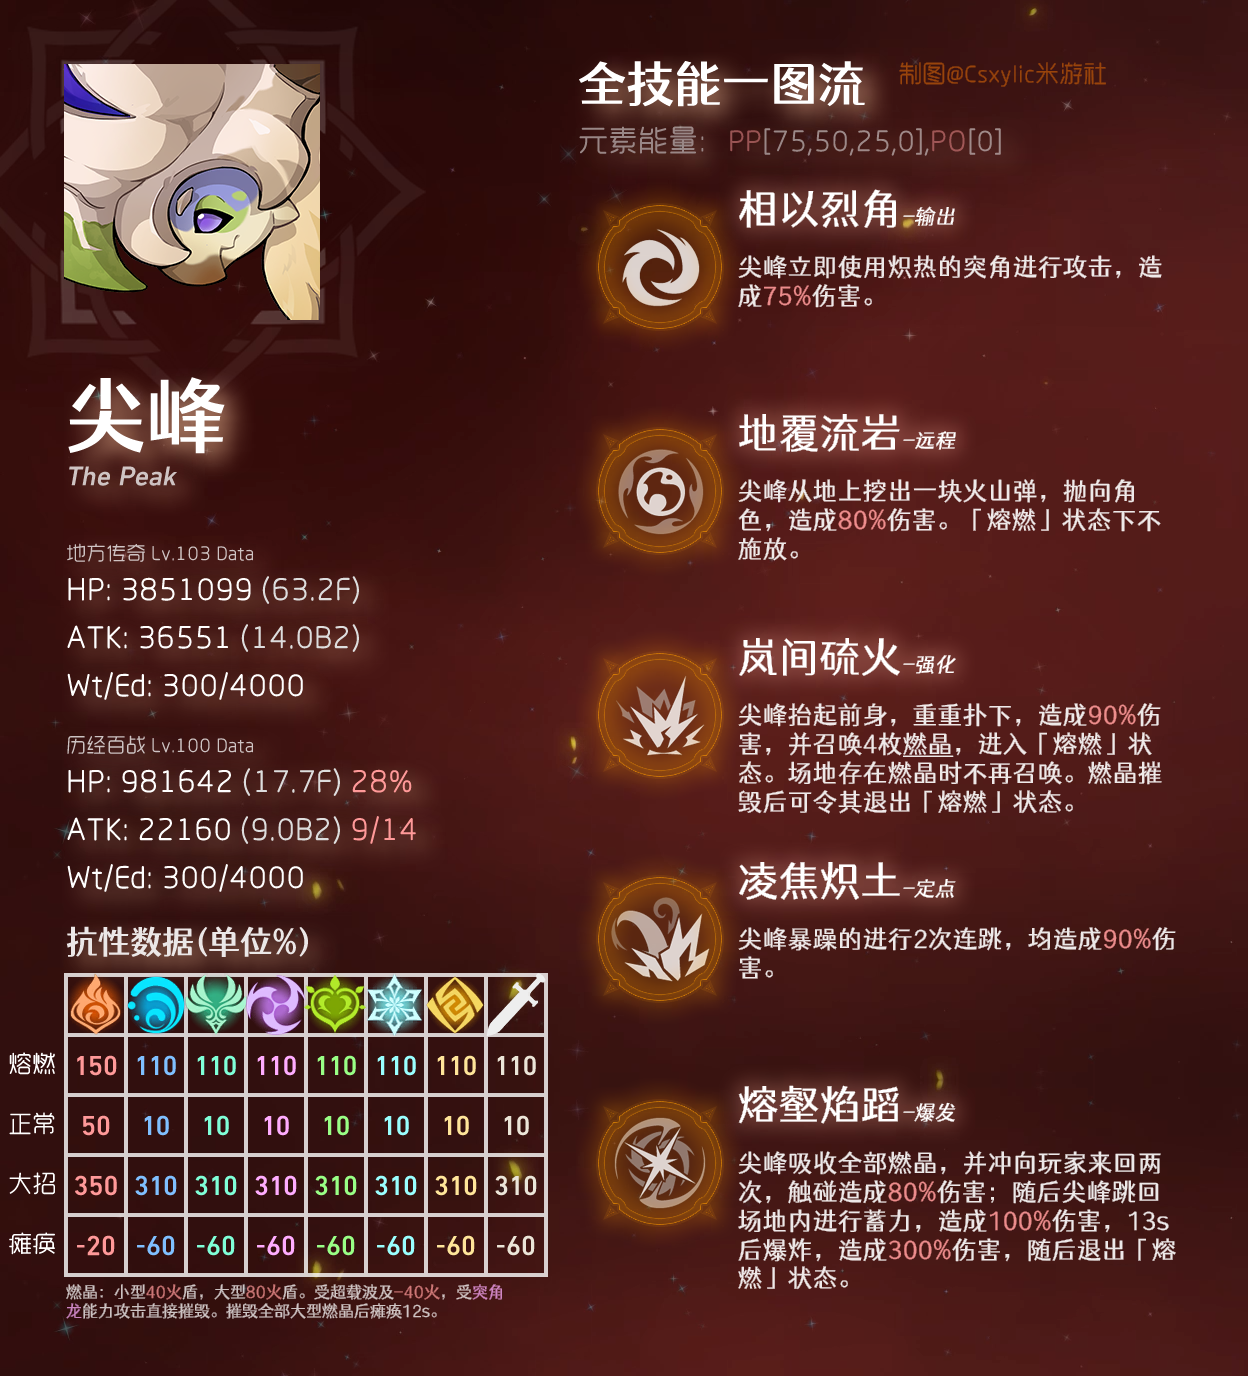 全技能一图流
制图@Csxylic米游社
元素能量： PP[75,50,25,0],PO[0]
尖峰
The Peak
地方传奇 Lv.103 Data
HP: 3851099 (63.2F)
ATK: 36551 (14.0B2)
Wt/Ed: 300/4000
历经百战 Lv.100 Data
HP: 981642 (17.7F) 28%
ATK: 22160 (9.0B2) 9/14
Wt/Ed: 300/4000
抗性数据(单位%)
熔燃 150 110 110 110 110 110 110 110
正常 50 10 10 10 10 10 10 10
大招 350 310 310 310 310 310 310 310
瘫痪 -20 -60 -60 -60 -60 -60 -60 -60
燃晶：小型40火盾，大型80火盾。受超载波及-40火，受突角
龙能力攻击直接摧毁。摧毁全部大型燃晶后瘫痪12s。
相以烈角-输出
尖峰立即使用炽热的突角进行攻击，造
成75%伤害。
地覆流岩-远程
尖峰从地上挖出一块火山弹，抛向角
色，造成80%伤害。「熔燃」状态下不
施放。
岚间硫火-强化
尖峰抬起前身，重重扑下，造成90%伤
害，并召唤4枚燃晶，进入「熔燃」状
态。场地存在燃晶时不再召唤。燃晶摧
毁后可令其退出「熔燃」状态。
凌焦炽土-定点
尖峰暴躁的进行2次连跳，均造成90%伤
害。
熔壑焰蹈-爆发
尖峰吸收全部燃晶，并冲向玩家来回两
次，触碰造成80%伤害；随后尖峰跳回
场地内进行蓄力，造成100%伤害，13s
后爆炸，造成300%伤害，随后退出「熔
燃」状态。